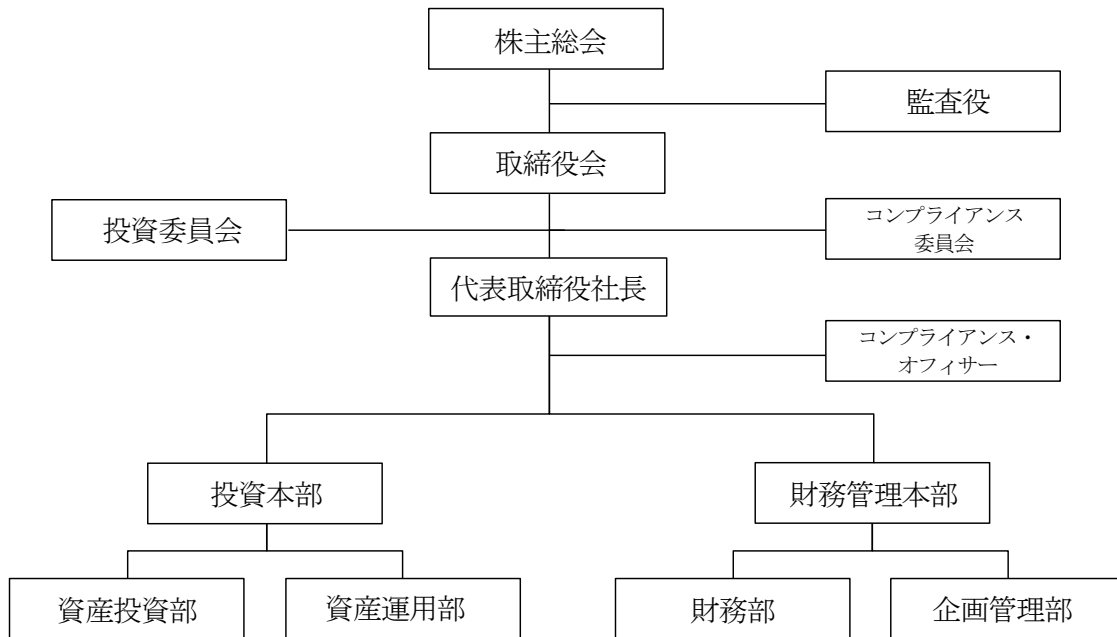 株主総会
監査役
取締役会
投資委員会
コンプライアンス
委員会
代表取締役社長
コンプライアンス・
オフィサー
投資本部
財務管理本部
資産投資部
資産運用部
財務部
企画管理部